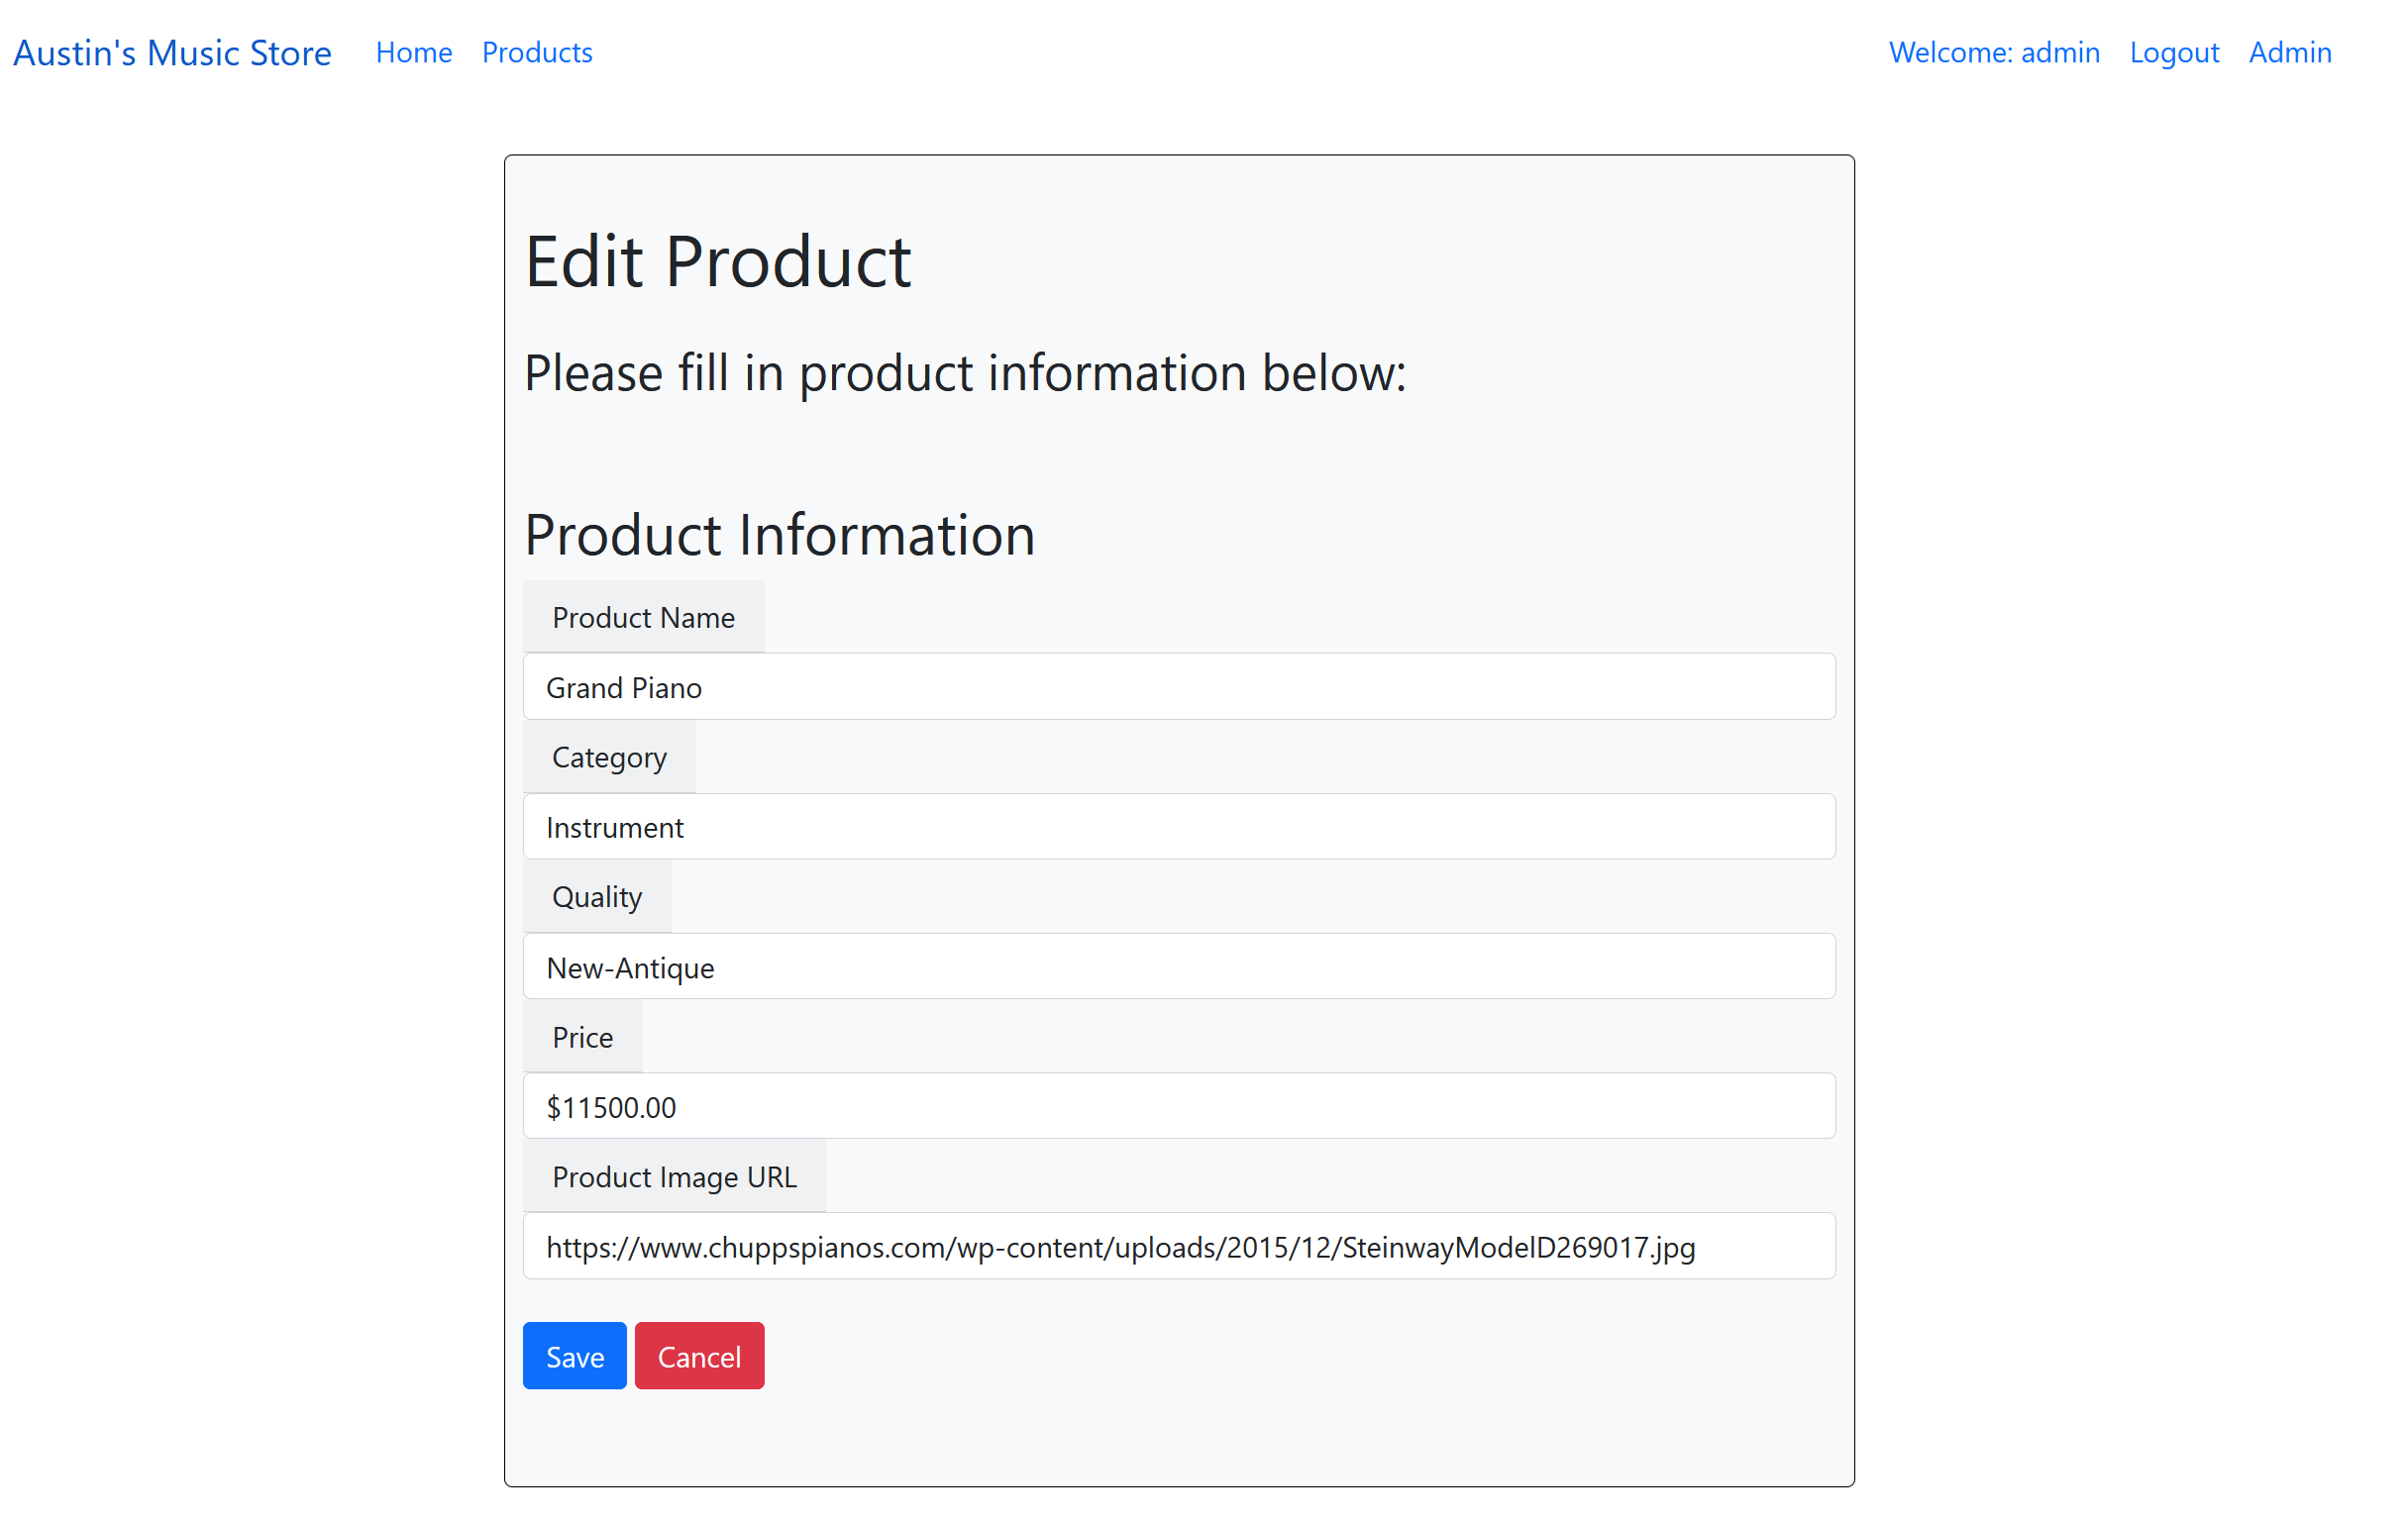 Austin's Music Store Home Products Welcome: admin Logout Admin
Edit Product
Please fill in product information below:
Product Information
Product Name
Grand Piano
Category
Instrument
Quality
New-Antique
Price
$11500.00
Product Image URL
https://www.chuppspianos.com/wp-content/uploads/2015/12/SteinwayModelD269017.jpg
Save Cancel